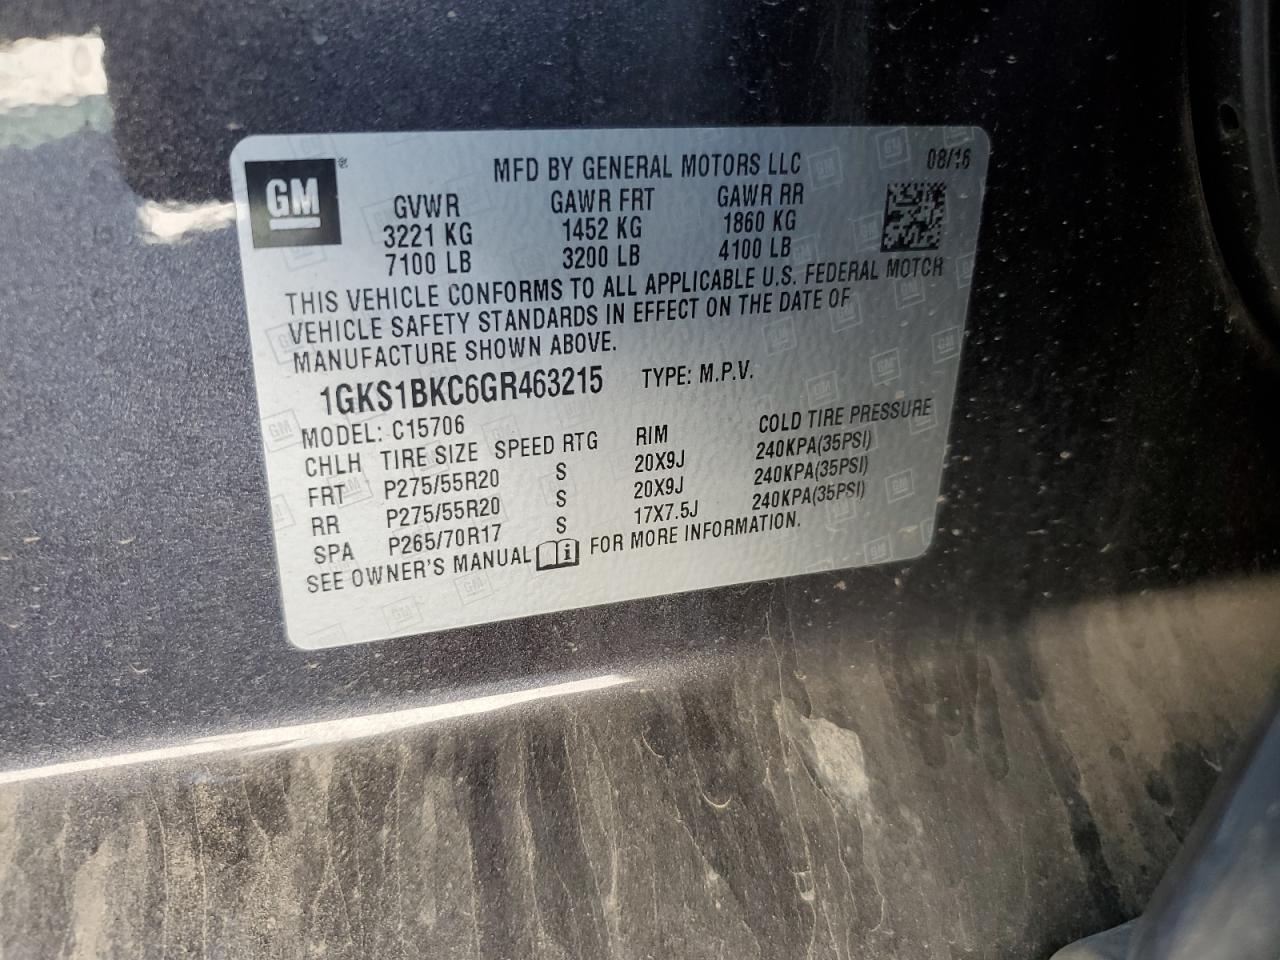 GM®
MFD BY GENERAL MOTORS LLC 08/16
GVWR GAWR FRT GAWR RR
3221 KG 1452 KG 1860 KG
7100 LB 3200 LB 4100 LB
THIS VEHICLE CONFORMS TO ALL APPLICABLE U.S. FEDERAL MOTOR
VEHICLE SAFETY STANDARDS IN EFFECT ON THE DATE OF
MANUFACTURE SHOWN ABOVE.
1GKS1BKC6GR463215 TYPE: M.P.V.
MODEL: C15706
CHLH TIRE SIZE SPEED RTG RIM COLD TIRE PRESSURE
FRT P275/55R20 S 20X9J 240KPA(35PSI)
RR P275/55R20 S 20X9J 240KPA(35PSI)
SPA P265/70R17 S 17X7.5J 240KPA(35PSI)
SEE OWNER'S MANUAL i FOR MORE INFORMATION.